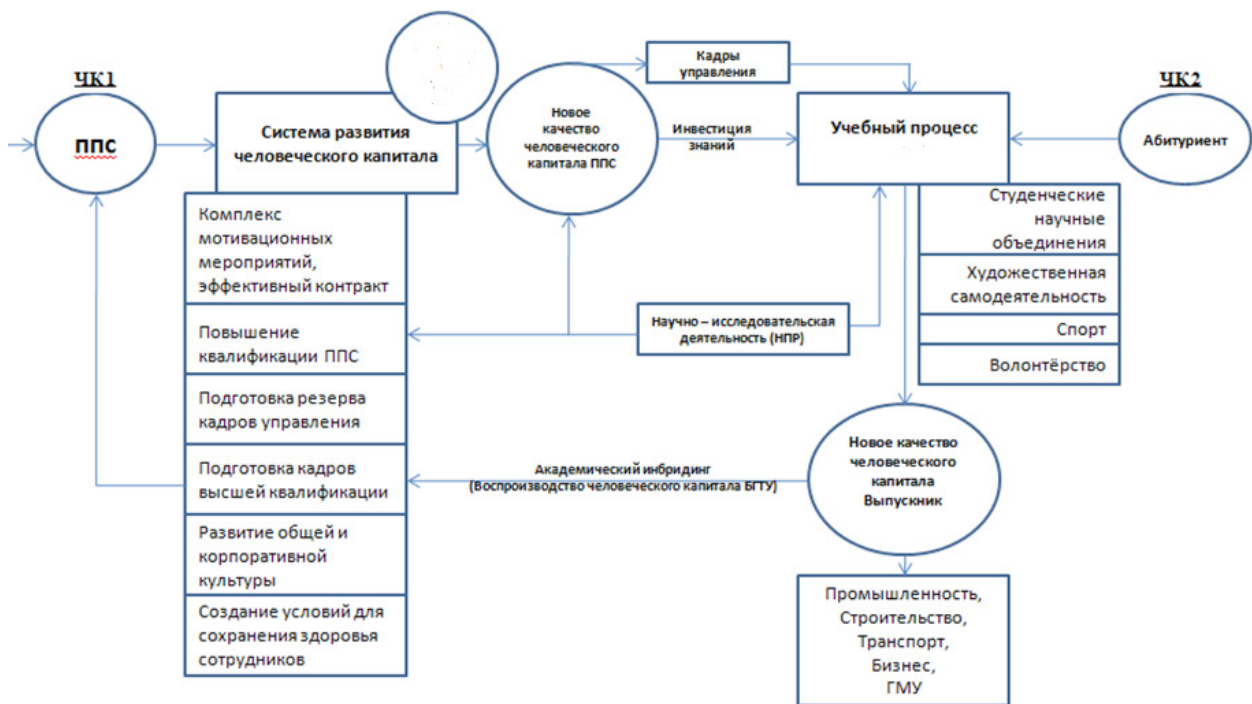 ЧК1
ППС
Система развития
человеческого капитала
Новое
качество
человеческого
капитала ППС
Кадры
управления
Инвестиция
знаний
Учебный процесс
ЧК2
Абитуриент
Комплекс
мотивационных
мероприятий,
эффективный контракт
Повышение
квалификации ППС
Подготовка резерва
кадров управления
Подготовка кадров
высшей квалификации
Развитие общей и
корпоративной
культуры
Создание условий для
сохранения здоровья
сотрудников
Научно – исследовательская
деятельность (НПР)
Студенческие
научные
объединения
Художественная
самодеятельность
Спорт
Волонтёрство
Академический инбридинг
(Воспроизводство человеческого капитала БГТУ)
Новое качество
человеческого
капитала
Выпускник
Промышленность,
Строительство,
Транспорт,
Бизнес,
ГМУ